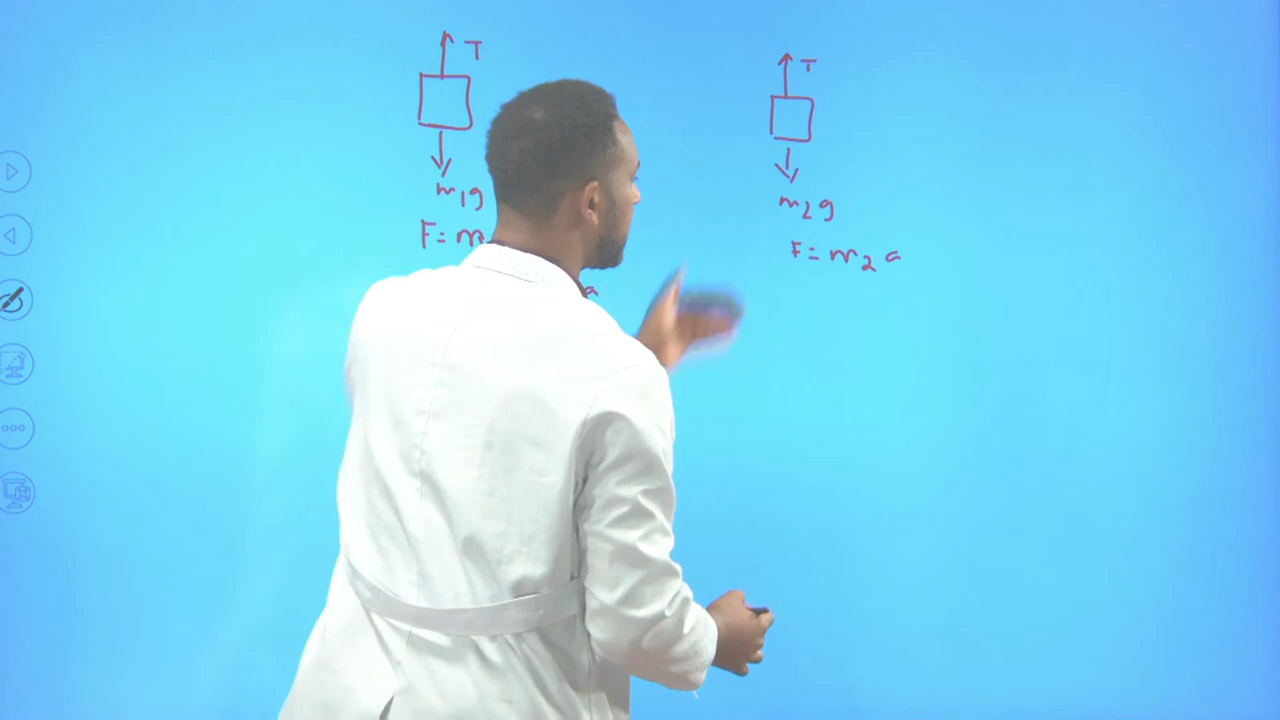 T
m₁g
F = m
a
T
m₂g
F = m₂ a